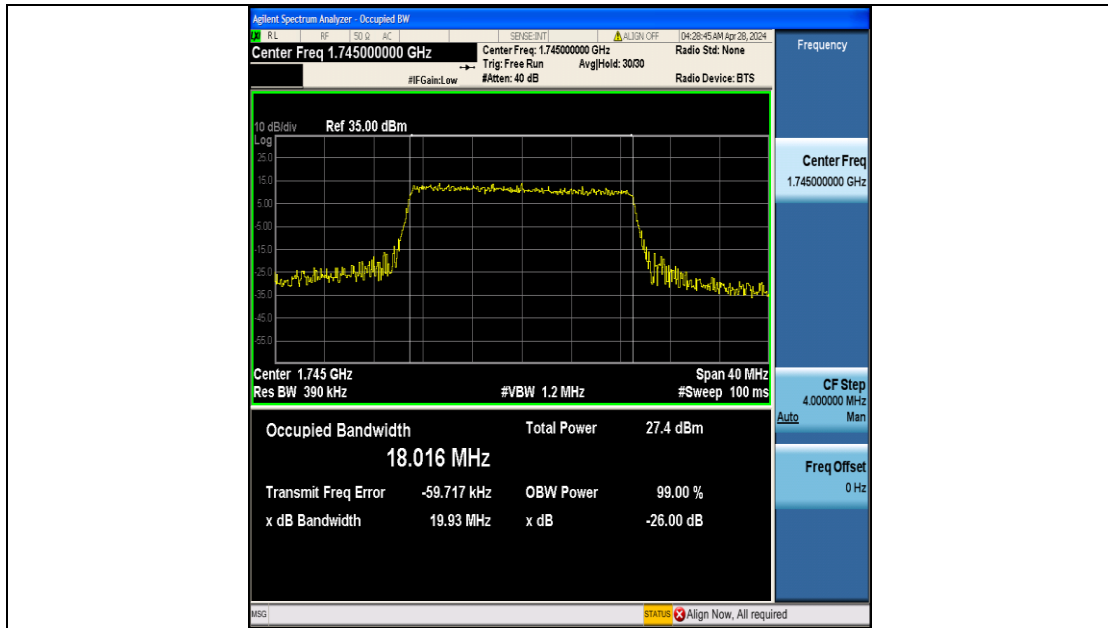 Agilent Spectrum Analyzer - Occupied BW
RL RF 50 Ω AC SENSE:INT ALIGN OFF 04:28:45 AM Apr 28, 2024
Center Freq 1.745000000 GHz
Center Freq: 1.745000000 GHz Radio Std: None
Trig: Free Run Avg|Hold: 30/30
#IFGain:Low #Atten: 40 dB Radio Device: BTS
Frequency
10 dB/div Ref 35.00 dBm
Log
25.0
15.0
5.00
-5.00
-15.0
-25.0
-35.0
-45.0
-55.0
Center Freq
1.745000000 GHz
Center 1.745 GHz Span 40 MHz
Res BW 390 kHz #VBW 1.2 MHz #Sweep 100 ms
CF Step
4.000000 MHz
Auto Man
Occupied Bandwidth Total Power 27.4 dBm
18.016 MHz
Freq Offset
0 Hz
Transmit Freq Error -59.717 kHz OBW Power 99.00 %
x dB Bandwidth 19.93 MHz x dB -26.00 dB
MSG STATUS Align Now, All required